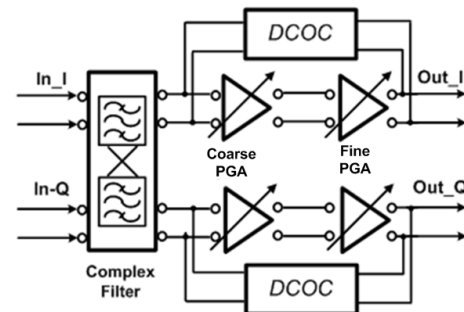 DCOC
In_I
Out_I
Coarse
PGA
Fine
PGA
In-Q
Out_Q
Complex
Filter
DCOC